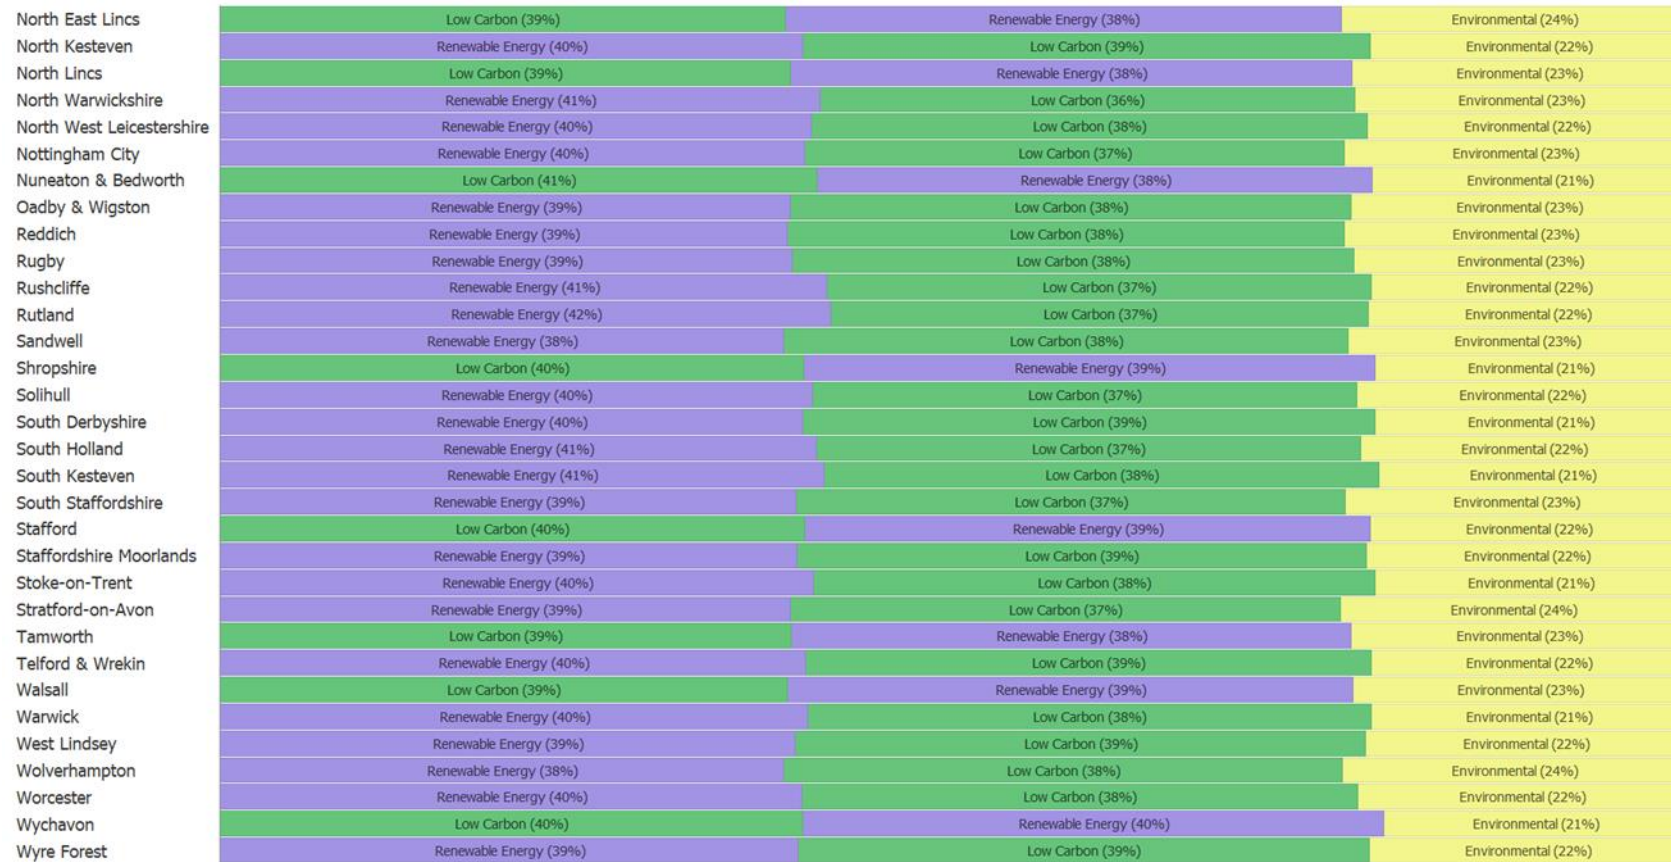 North East Lincs Low Carbon (39%) Renewable Energy (38%) Environmental (24%)
North Kesteven Renewable Energy (40%) Low Carbon (39%) Environmental (22%)
North Lincs Low Carbon (39%) Renewable Energy (38%) Environmental (23%)
North Warwickshire Renewable Energy (41%) Low Carbon (36%) Environmental (23%)
North West Leicestershire Renewable Energy (40%) Low Carbon (38%) Environmental (22%)
Nottingham City Renewable Energy (40%) Low Carbon (37%) Environmental (23%)
Nuneaton & Bedworth Low Carbon (41%) Renewable Energy (38%) Environmental (21%)
Oadby & Wigston Renewable Energy (39%) Low Carbon (38%) Environmental (23%)
Reddich Renewable Energy (39%) Low Carbon (38%) Environmental (23%)
Rugby Renewable Energy (39%) Low Carbon (38%) Environmental (23%)
Rushcliffe Renewable Energy (41%) Low Carbon (37%) Environmental (22%)
Rutland Renewable Energy (42%) Low Carbon (37%) Environmental (22%)
Sandwell Renewable Energy (38%) Low Carbon (38%) Environmental (23%)
Shropshire Low Carbon (40%) Renewable Energy (39%) Environmental (21%)
Solihull Renewable Energy (40%) Low Carbon (37%) Environmental (22%)
South Derbyshire Renewable Energy (40%) Low Carbon (39%) Environmental (21%)
South Holland Renewable Energy (41%) Low Carbon (37%) Environmental (22%)
South Kesteven Renewable Energy (41%) Low Carbon (38%) Environmental (21%)
South Staffordshire Renewable Energy (39%) Low Carbon (37%) Environmental (23%)
Stafford Low Carbon (40%) Renewable Energy (39%) Environmental (22%)
Staffordshire Moorlands Renewable Energy (39%) Low Carbon (39%) Environmental (22%)
Stoke-on-Trent Renewable Energy (40%) Low Carbon (38%) Environmental (21%)
Stratford-on-Avon Renewable Energy (39%) Low Carbon (37%) Environmental (24%)
Tamworth Low Carbon (39%) Renewable Energy (38%) Environmental (23%)
Telford & Wrekin Renewable Energy (40%) Low Carbon (39%) Environmental (22%)
Walsall Low Carbon (39%) Renewable Energy (39%) Environmental (23%)
Warwick Renewable Energy (40%) Low Carbon (38%) Environmental (21%)
West Lindsey Renewable Energy (39%) Low Carbon (39%) Environmental (22%)
Wolverhampton Renewable Energy (38%) Low Carbon (38%) Environmental (24%)
Worcester Renewable Energy (40%) Low Carbon (38%) Environmental (22%)
Wychavon Low Carbon (40%) Renewable Energy (40%) Environmental (21%)
Wyre Forest Renewable Energy (39%) Low Carbon (39%) Environmental (22%)